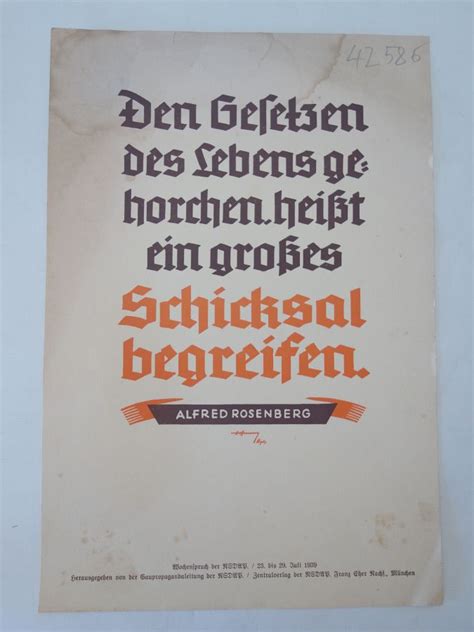 42586
Den Gesetzen
des Lebens ge-
horchen, heißt
ein großes
Schicksal
begreifen.
ALFRED ROSENBERG
Wochenspruch der NSDAP. / 23. bis 29. Juli 1939
Herausgegeben von der Gaupropagandaleitung der NSDAP. / Zentralverlag der NSDAP. Franz Eher Nachf., München